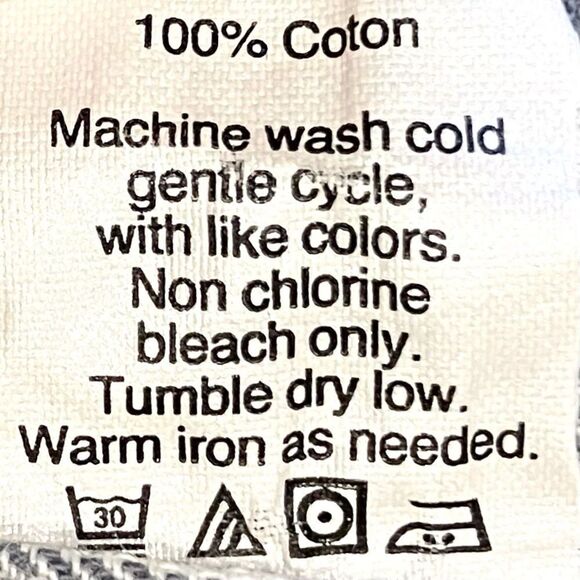 100% Coton
Machine wash cold
gentle cycle,
with like colors.
Non chlorine
bleach only.
Tumble dry low.
Warm iron as needed.
30